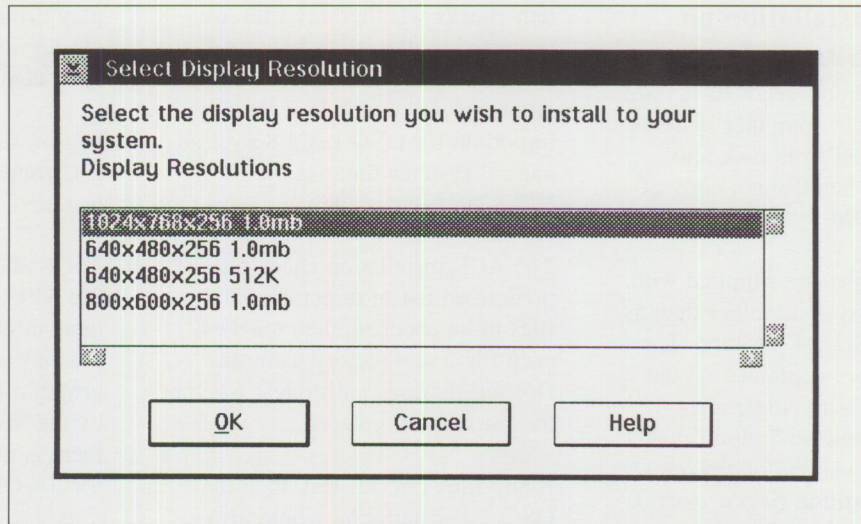 Select Display Resolution
Select the display resolution you wish to install to your
system.
Display Resolutions
1024x768x256 1.0mb
640x480x256 1.0mb
640x480x256 512K
800x600x256 1.0mb
OK
Cancel
Help